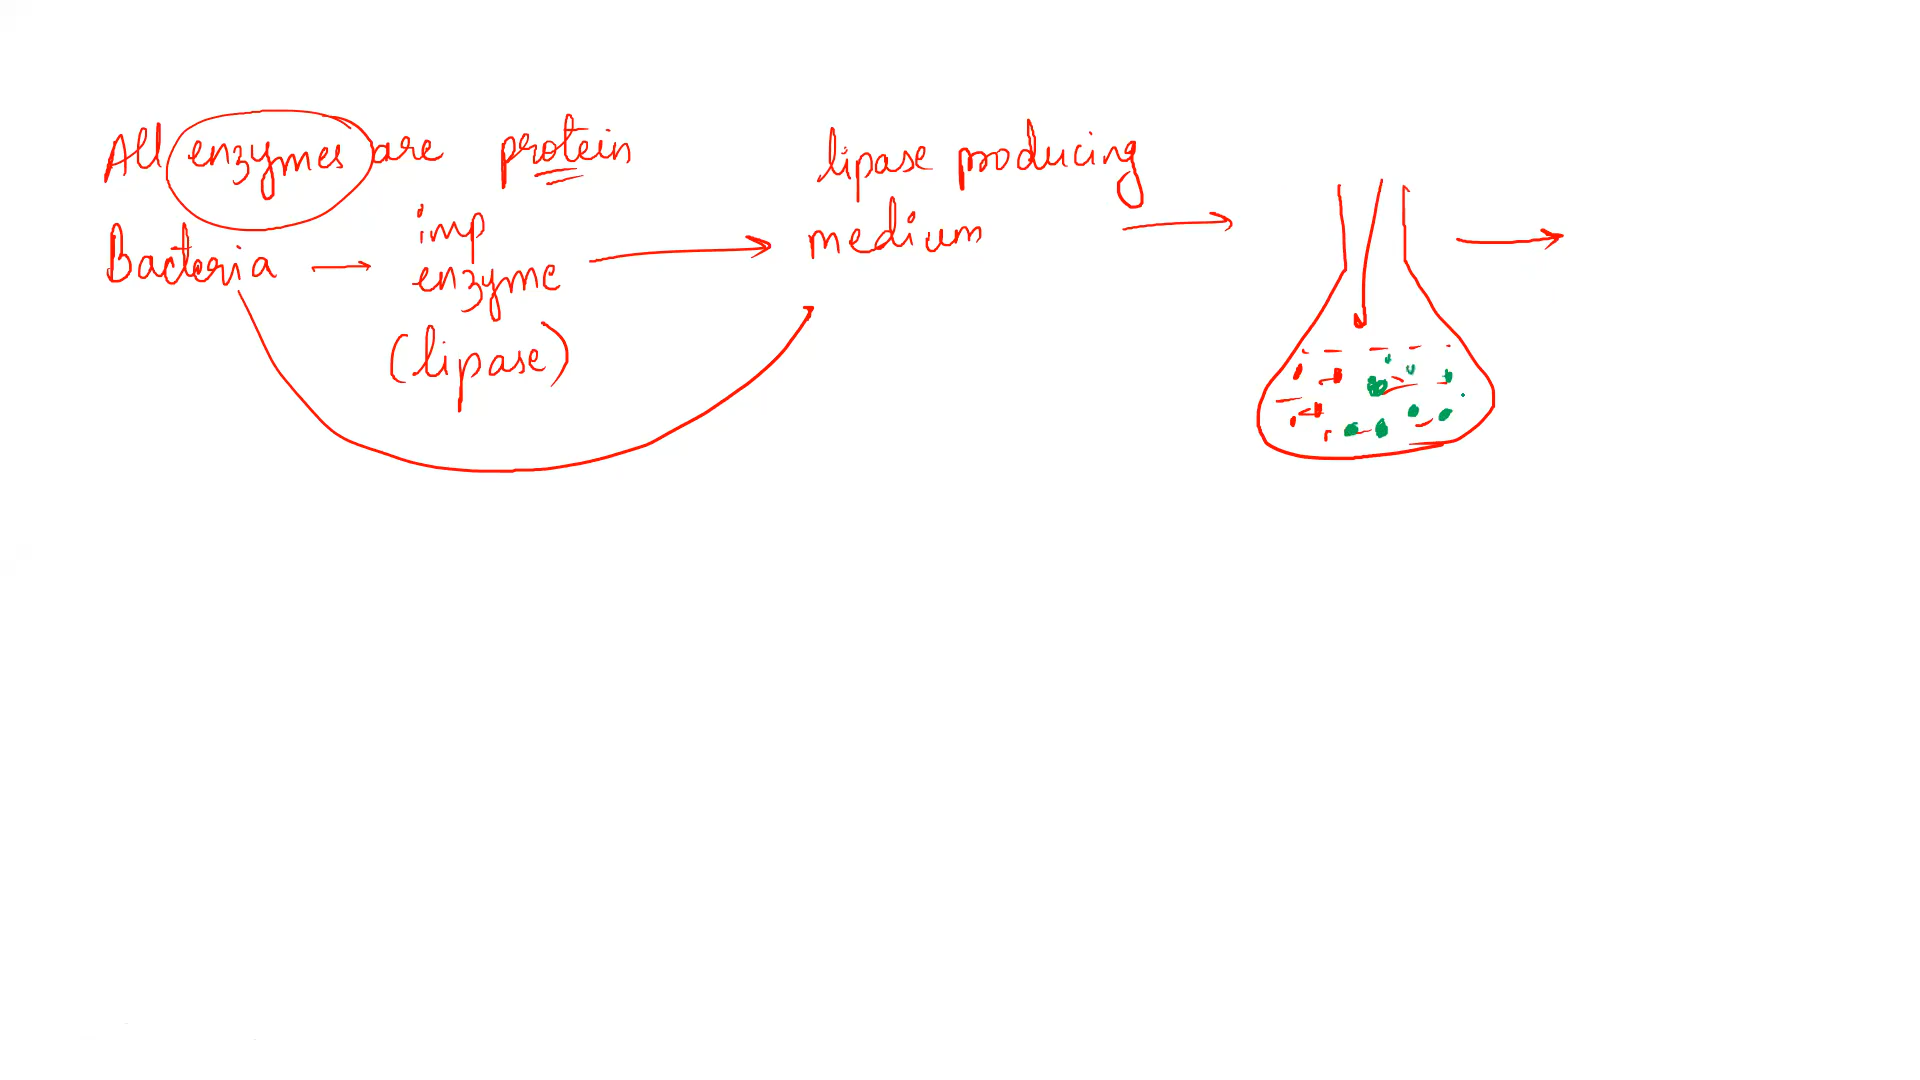 All enzymes are protein
Bacteria → imp
enzyme
(lipase)
lipase producing
medium